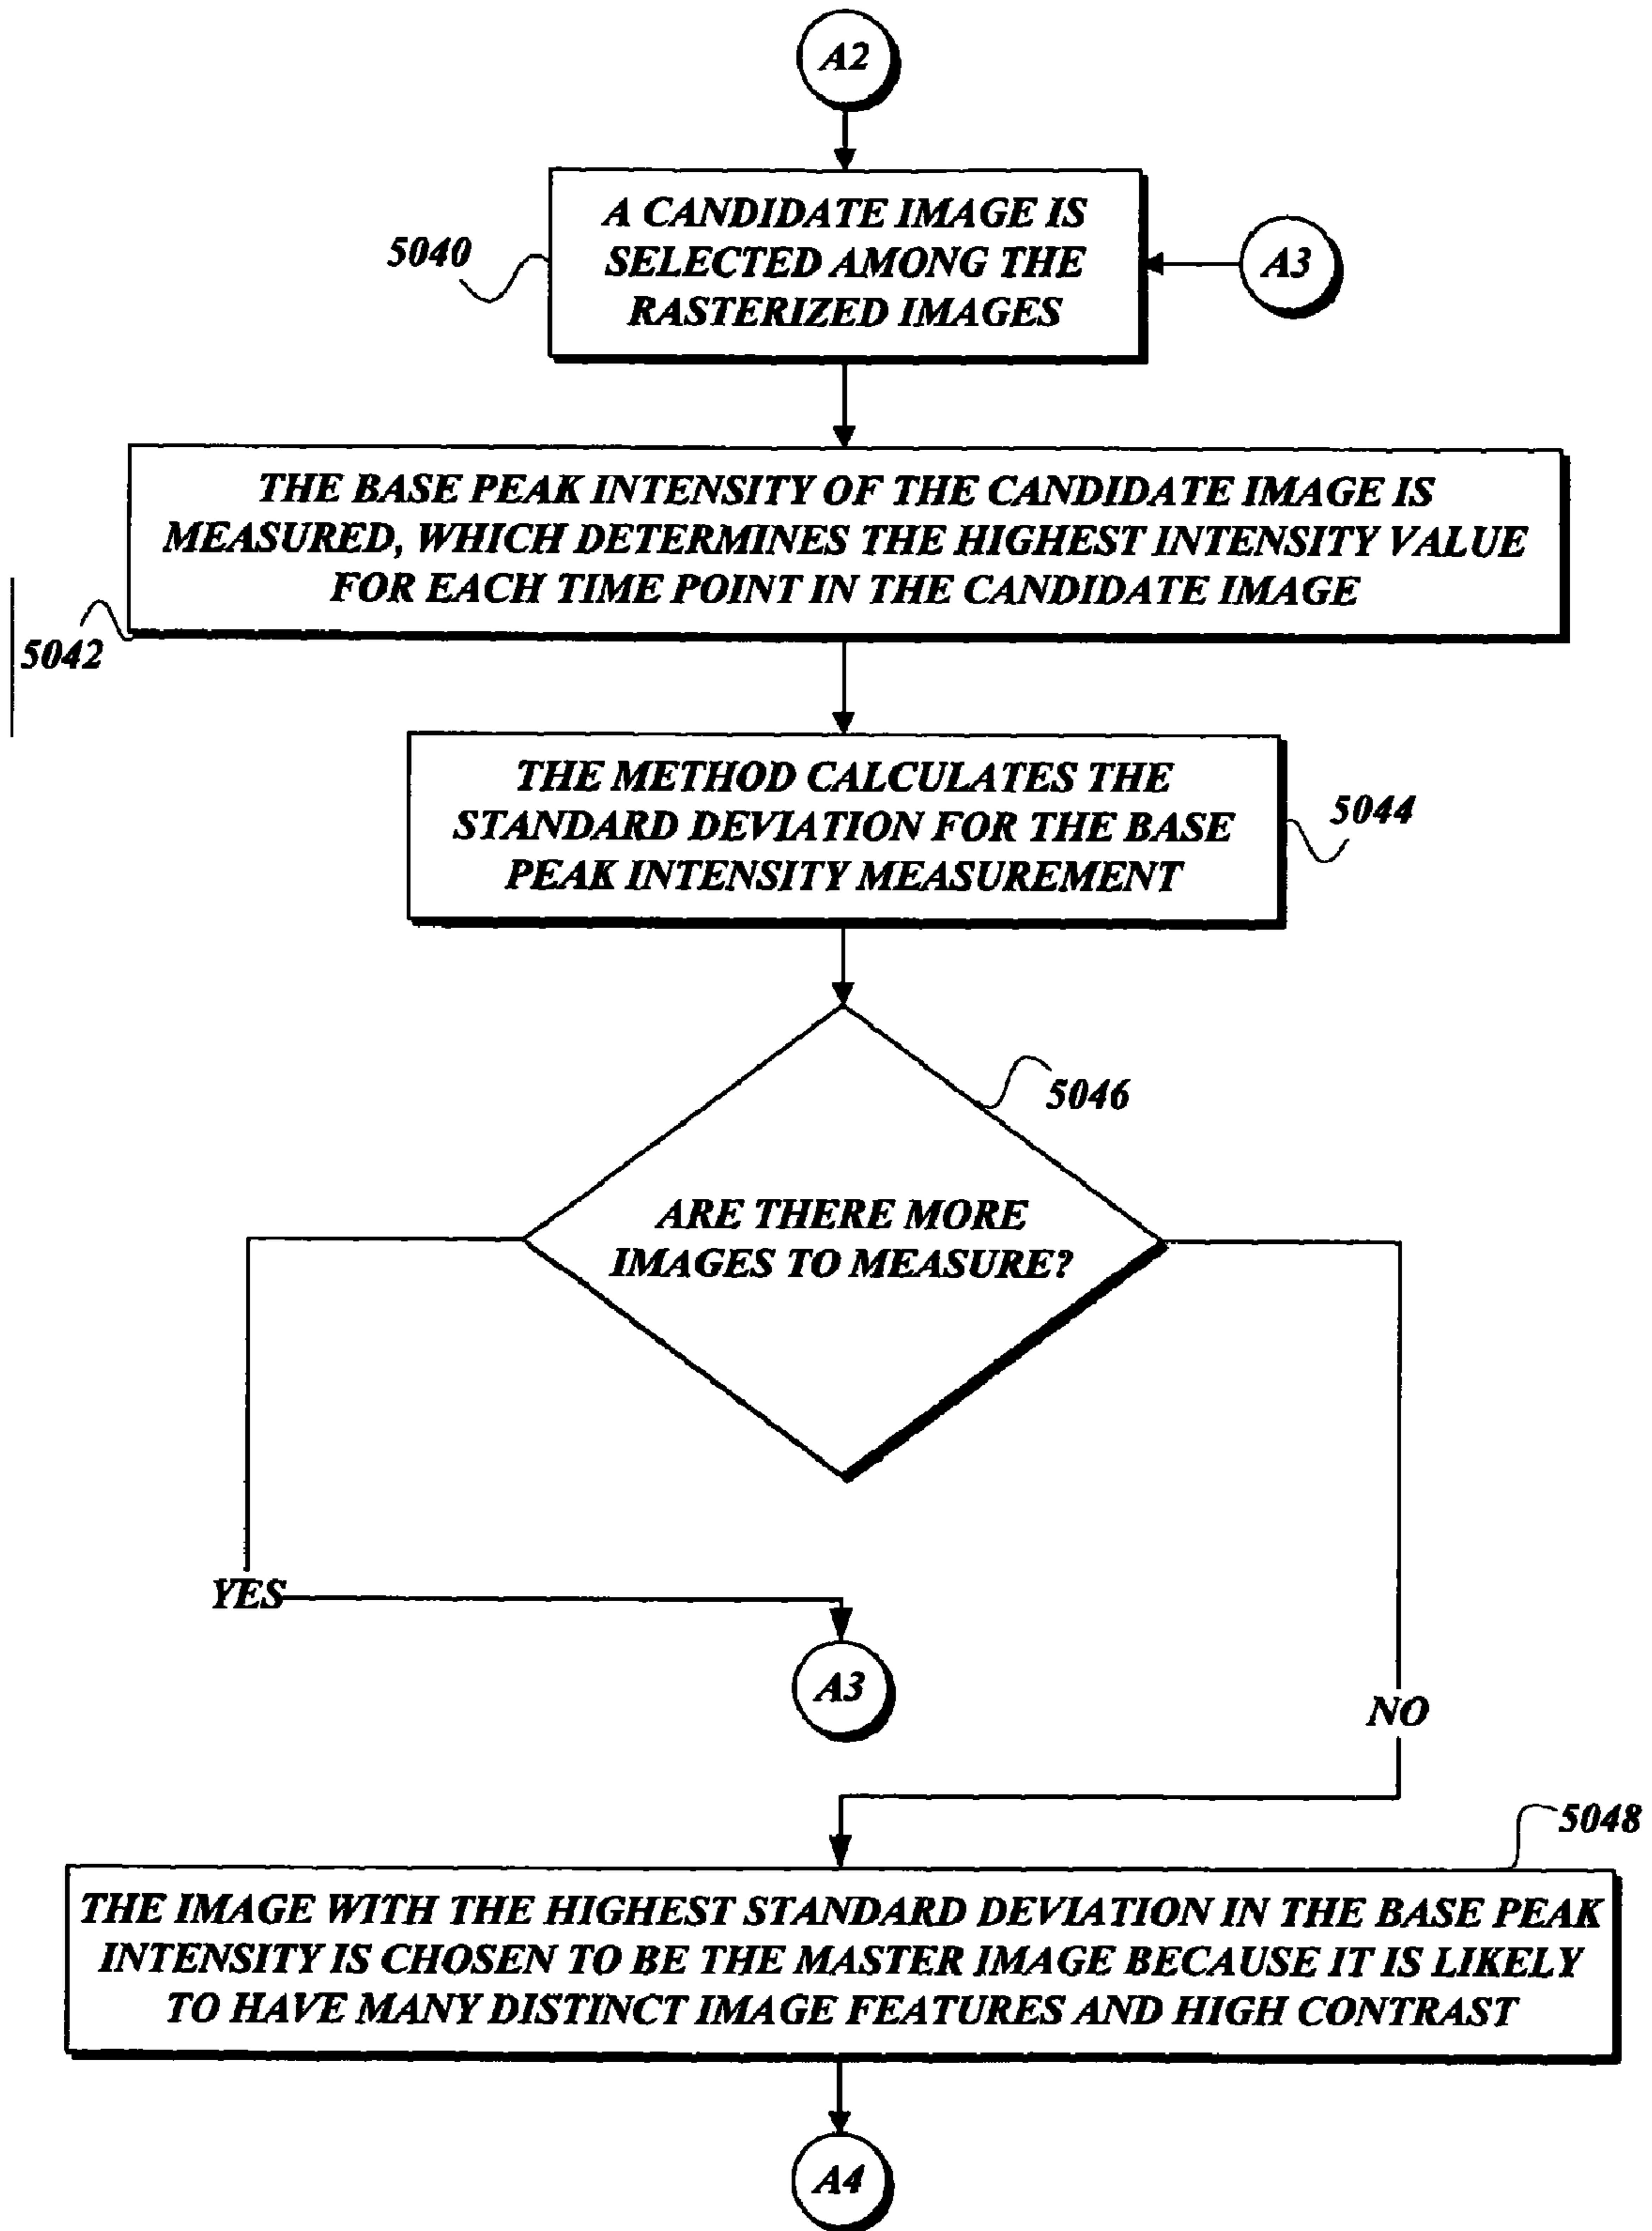 A2
A CANDIDATE IMAGE IS
SELECTED AMONG THE
RASTERIZED IMAGES
5040
A3
THE BASE PEAK INTENSITY OF THE CANDIDATE IMAGE IS
MEASURED, WHICH DETERMINES THE HIGHEST INTENSITY VALUE
FOR EACH TIME POINT IN THE CANDIDATE IMAGE
5042
THE METHOD CALCULATES THE
STANDARD DEVIATION FOR THE BASE
PEAK INTENSITY MEASUREMENT
5044
5046
ARE THERE MORE
IMAGES TO MEASURE?
YES
A3
NO
5048
THE IMAGE WITH THE HIGHEST STANDARD DEVIATION IN THE BASE PEAK
INTENSITY IS CHOSEN TO BE THE MASTER IMAGE BECAUSE IT IS LIKELY
TO HAVE MANY DISTINCT IMAGE FEATURES AND HIGH CONTRAST
A4